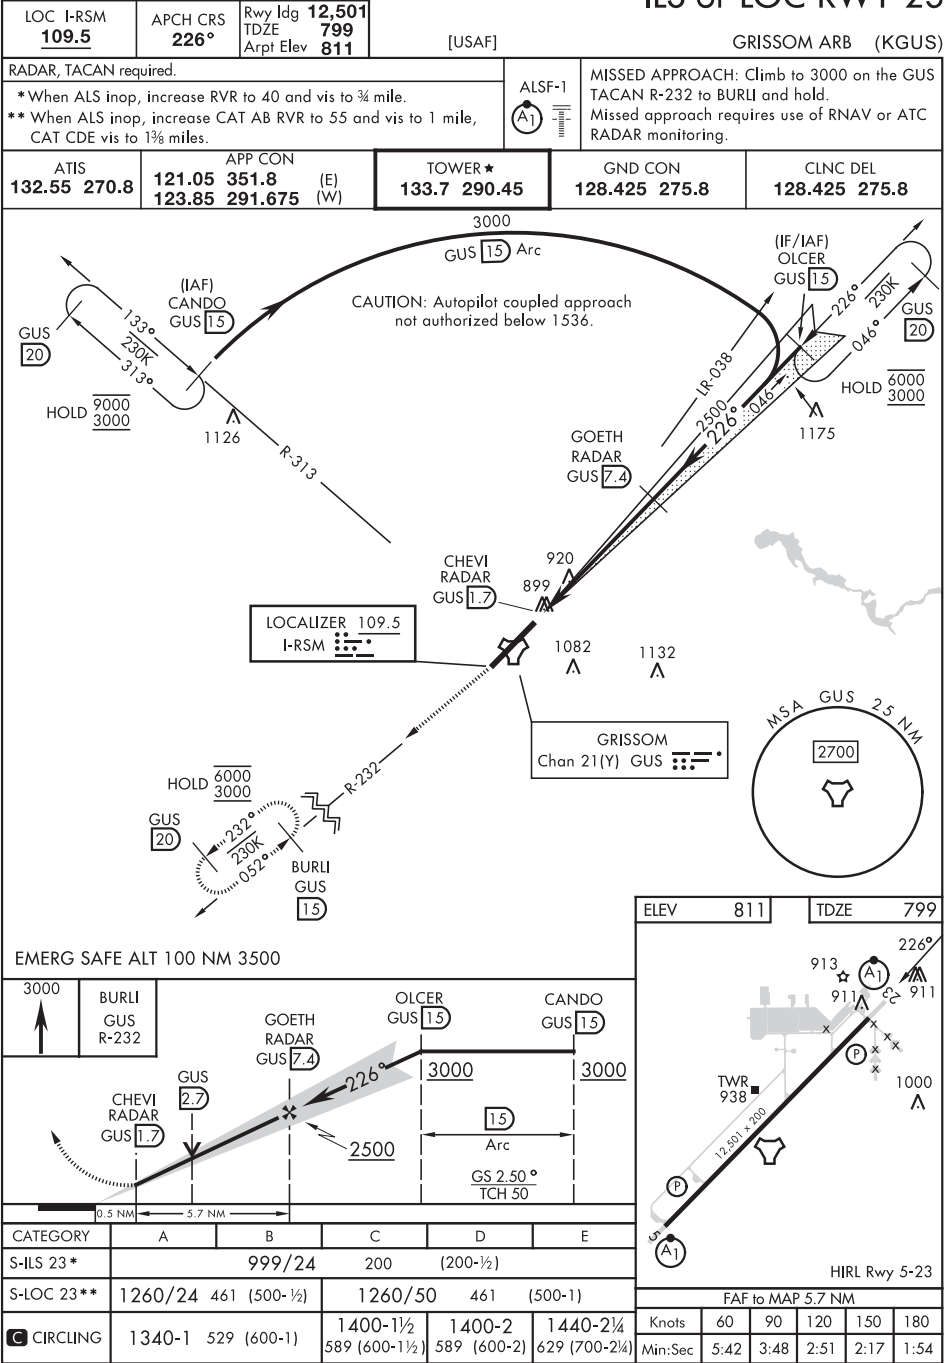 ILS or LOC RWY 23
LOC I-RSM
109.5
APCH CRS
226°
Rwy ldg 12,501
TDZE 799
Arpt Elev 811
[USAF]
GRISSOM ARB (KGUS)
RADAR, TACAN required.
* When ALS inop, increase RVR to 40 and vis to ¾ mile.
** When ALS inop, increase CAT AB RVR to 55 and vis to 1 mile,
CAT CDE vis to 1⅜ miles.
ALSF-1
A1
MISSED APPROACH: Climb to 3000 on the GUS
TACAN R-232 to BURLI and hold.
Missed approach requires use of RNAV or ATC
RADAR monitoring.
ATIS
132.55 270.8
APP CON
121.05 351.8 (E)
123.85 291.675 (W)
TOWER★
133.7 290.45
GND CON
128.425 275.8
CLNC DEL
128.425 275.8
3000
GUS 15 Arc
(IAF)
CANDO
GUS 15
CAUTION: Autopilot coupled approach
not authorized below 1536.
(IF/IAF)
OLCER
GUS 15
226°
230K
046°
GUS
20
HOLD 6000
3000
GUS
20
133°
230K
313°
HOLD 9000
3000
1126
R-313
LR-038
2500
226°
046
1175
GOETH
RADAR
GUS 7.4
CHEVI
RADAR
GUS 1.7
920
899
LOCALIZER 109.5
I-RSM
1082
1132
GRISSOM
Chan 21(Y) GUS
MSA GUS 25 NM
2700
R-232
HOLD 6000
3000
GUS
20
232°
230K
052°
BURLI
GUS
15
EMERG SAFE ALT 100 NM 3500
ELEV 811
TDZE 799
226°
913
A1
911
911
23
P
TWR
938
1000
12,501 x 200
P
5
A1
HIRL Rwy 5-23
3000
BURLI
GUS
R-232
CHEVI
RADAR
GUS 1.7
GUS
2.7
GOETH
RADAR
GUS 7.4
OLCER
GUS 15
CANDO
GUS 15
226°
3000
3000
2500
15
Arc
GS 2.50°
TCH 50
0.5 NM
5.7 NM
CATEGORY A B C D E
S-ILS 23* 999/24 200 (200-½)
S-LOC 23** 1260/24 461 (500-½) 1260/50 461 (500-1)
C CIRCLING 1340-1 529 (600-1) 1400-1½ 589 (600-1½) 1400-2 589 (600-2) 1440-2¼ 629 (700-2¼)
FAF to MAP 5.7 NM
Knots 60 90 120 150 180
Min:Sec 5:42 3:48 2:51 2:17 1:54